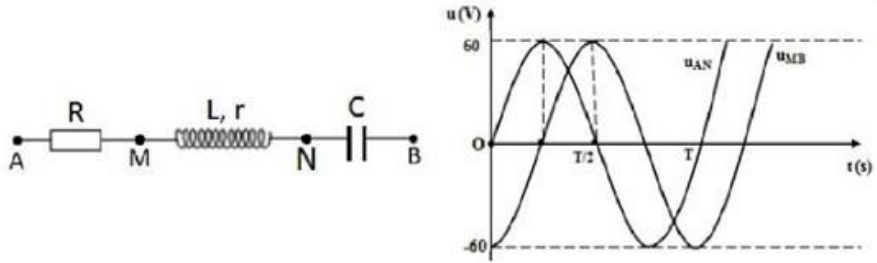 R
L, r
C
A
M
N
B
u (V)
60
O
-60
T/2
T
u_AN
u_MB
t (s)